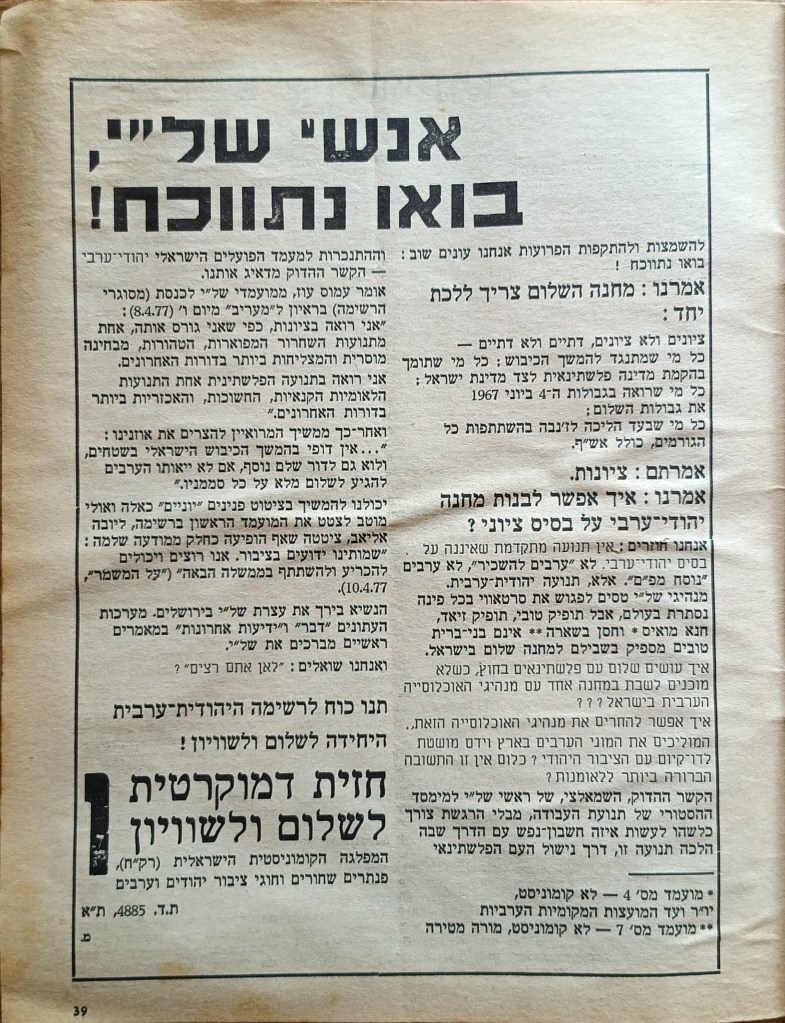 אנשי של״י,
בואו נתווכח!
להשמצות ולהתקפות הפרועות אנחנו עונים שוב :
בואו נתווכח !
אמרנו : מחנה השלום צריך ללכת
יחד :
ציונים ולא ציונים, דתיים ולא דתיים —
כל מי שמתנגד להמשך הכיבוש ; כל מי שתומך
בהקמת מדינה פלשתינאית לצד מדינת ישראל ;
כל מי שרואה בגבולות ה־4 ביוני 1967
את גבולות השלום ;
כל מי שבעד הליכה לז׳נבה בהשתתפות כל
הגורמים, כולל אש״ף.
אמרתם : ציונות.
אמרנו : איך אפשר לבנות מחנה
יהודי־ערבי על בסיס ציוני ?
אנחנו חוזרים : אין תנועה מתקדמת שאיננה על
בסיס יהודי־ערבי. לא ״ערבים להשכיר״, לא ערבים
״נוסח מפ״ם״. אלא, תנועה יהודית־ערבית.
מנהיגי של״י טסים לפגוש את סרטאווי בכל פינה
נסתרת בעולם, אבל תופיק טובי, תופיק זיאד,
חנא מואיס * וחסן בשארה ** אינם בני־ברית
טובים מספיק בשבילם למחנה שלום בישראל.
איך עושים שלום עם פלשתינאים בחוץ, כשלא
מוכנים לשבת במחנה אחד עם מנהיגי האוכלוסייה
הערבית בישראל ? ? ?
איך אפשר להחרים את מנהיגי האוכלוסייה הזאת,
המוליכים את המוני הערבים בארץ וידם מושטת
לדו־קיום עם הציבור היהודי ? כלום אין זו התשובה
הברורה ביותר ללאומנות ?
הקשר ההדוק, השמאלצי, של ראשי של״י למימסד
ההסטורי של תנועת העבודה, מבלי הרגשת צורך
כלשהו לעשות איזה חשבון־נפש עם הדרך שבה
הלכה תנועה זו, דרך נישול העם הפלשתינאי
* מועמד מס׳ 4 — לא קומוניסט,
יו״ר ועד המועצות המקומיות הערביות
** מועמד מס׳ 7 — לא קומוניסט, מורה מטירה
וההתנכרות למעמד הפועלים הישראלי יהודי־ערבי
— הקשר ההדוק מדאיג אותנו.
אומר עמוס עוז, ממועמדי של״י לכנסת (מסוגרי
הרשימה) בראיון ל״מעריב״ מיום ו׳ (8.4.77) :
״אני רואה בציונות, כפי שאני גורס אותה, אחת
מתנועות השחרור המפוארות, הטהורות, מבחינה
מוסרית והמצליחות ביותר בדורות האחרונים.
אני רואה בתנועה הפלשתינית אחת התנועות
הלאומיות הקנאיות, החשוכות, והאכזריות ביותר
בדורות האחרונים.״
ואחר־כך ממשיך המרואיין להצרים את אוזנינו :
״...אין דופי בהמשך הכיבוש הישראלי בשטחים,
ולוא גם לדור שלם נוסף, אם לא ייאותו הערבים
להגיע לשלום מלא על כל סממניו.״
יכולנו להמשיך בציטוט פנינים ״יוניים״ כאלה ואולי
מוטב לצטט את המועמד הראשון ברשימה, ליובה
אליאב, ציטטה שאף הופיעה כחלק ממודעה שלמה :
״שמותינו ידועים בציבור. אנו רוצים ויכולים
להכריע ולהשתתף בממשלה הבאה״ (״על המשמר״,
10.4.77).
הנשיא בירך את עצרת של״י בירושלים. מערכות
העתונים ״דבר״ ו״ידיעות אחרונות״ במאמרים
ראשיים מברכים את של״י.
ואנחנו שואלים : ״לאן אתם רצים״ ?
תנו כוח לרשימה היהודית־ערבית
היחידה לשלום ולשוויון !
חזית דמוקרטית
לשלום ולשוויון
ו
המפלגה הקומוניסטית הישראלית (רק״ח),
פנתרים שחורים וחוגי ציבור יהודים וערבים
ת.ד. 4885, ת״א
מ.
39